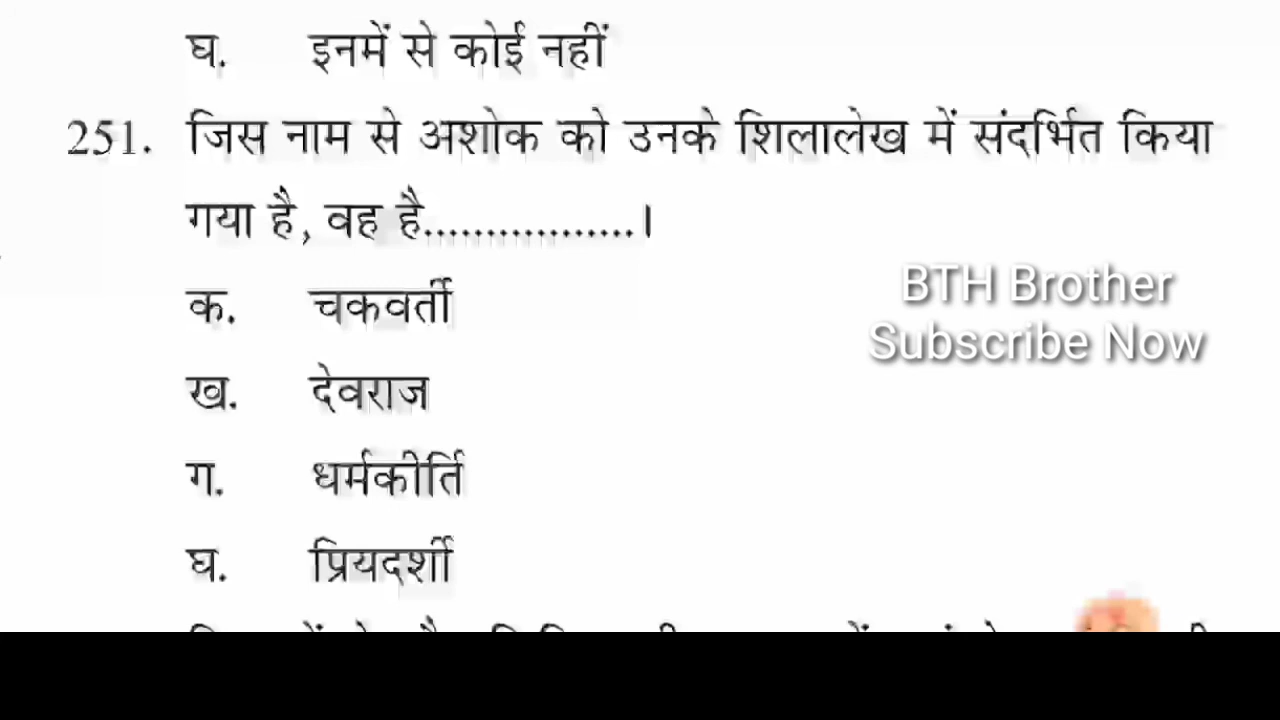 घ. इनमें से कोई नहीं
251. जिस नाम से अशोक को उनके शिलालेख में संदर्भित किया
गया है, वह है.................।
क. चकवर्ती
ख. देवराज
ग. धर्मकीर्ति
घ. प्रियदर्शी
BTH Brother
Subscribe Now